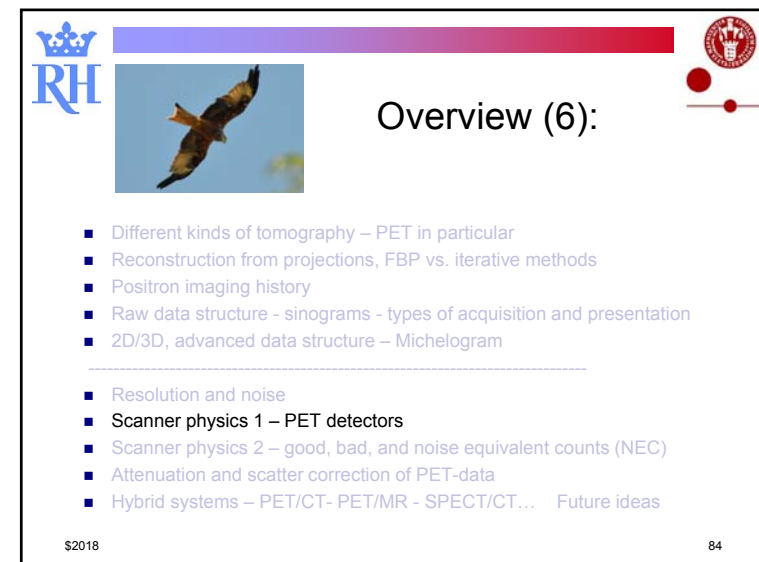 RH
Overview (6):
Different kinds of tomography – PET in particular
Reconstruction from projections, FBP vs. iterative methods
Positron imaging history
Raw data structure - sinograms - types of acquisition and presentation
2D/3D, advanced data structure – Michelogram
--------------------------------------------------------------------------------
Resolution and noise
Scanner physics 1 – PET detectors
Scanner physics 2 – good, bad, and noise equivalent counts (NEC)
Attenuation and scatter correction of PET-data
Hybrid systems – PET/CT- PET/MR - SPECT/CT… Future ideas
$2018
84